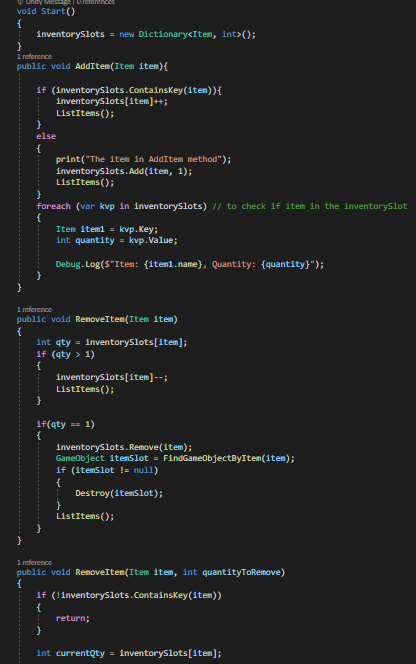 Unity Message | 0 references
void Start()
{
inventorySlots = new Dictionary<Item, int>();
}
1 reference
public void AddItem(Item item){
if (inventorySlots.ContainsKey(item)){
inventorySlots[item]++;
ListItems();
}
else
{
print("The item in AddItem method");
inventorySlots.Add(item, 1);
ListItems();
}
foreach (var kvp in inventorySlots) // to check if item in the inventorySlot
{
Item item1 = kvp.Key;
int quantity = kvp.Value;
Debug.Log($"Item: {item1.name}, Quantity: {quantity}");
}
}
1 reference
public void RemoveItem(Item item)
{
int qty = inventorySlots[item];
if (qty > 1)
{
inventorySlots[item]--;
ListItems();
}
if(qty == 1)
{
inventorySlots.Remove(item);
GameObject itemSlot = FindGameObjectByItem(item);
if (itemSlot != null)
{
Destroy(itemSlot);
}
ListItems();
}
}
1 reference
public void RemoveItem(Item item, int quantityToRemove)
{
if (!inventorySlots.ContainsKey(item))
{
return;
}
int currentQty = inventorySlots[item];